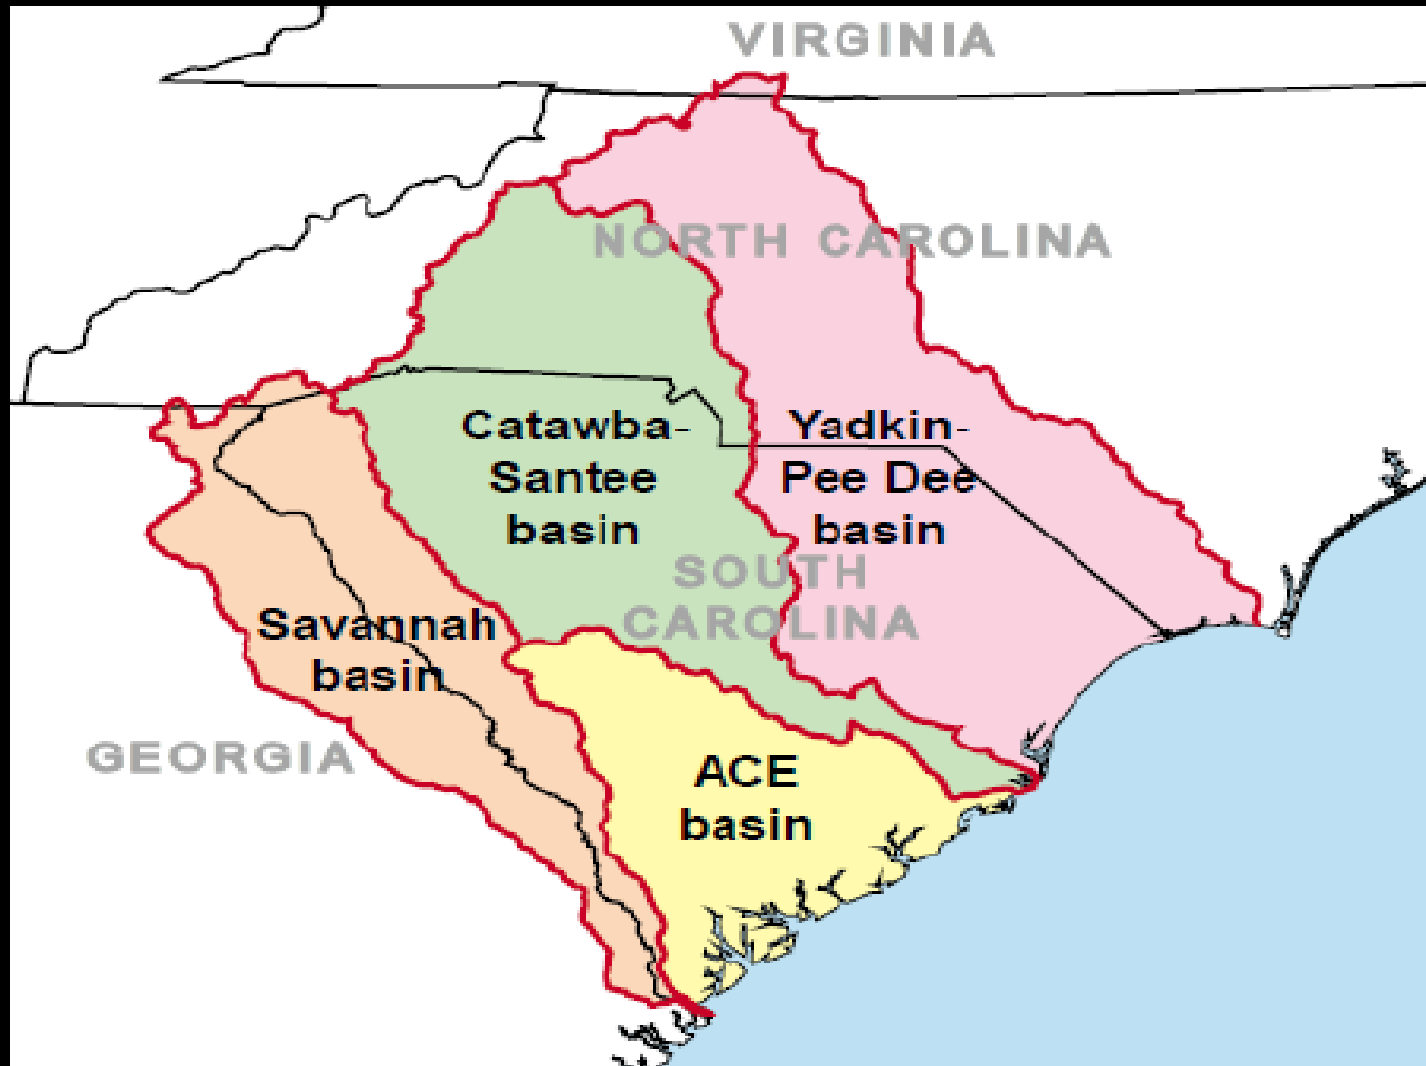 VIRGINIA
NORTH CAROLINA
Catawba-
Santee
basin
Yadkin-
Pee Dee
basin
SOUTH
CAROLINA
Savannah
basin
GEORGIA
ACE
basin